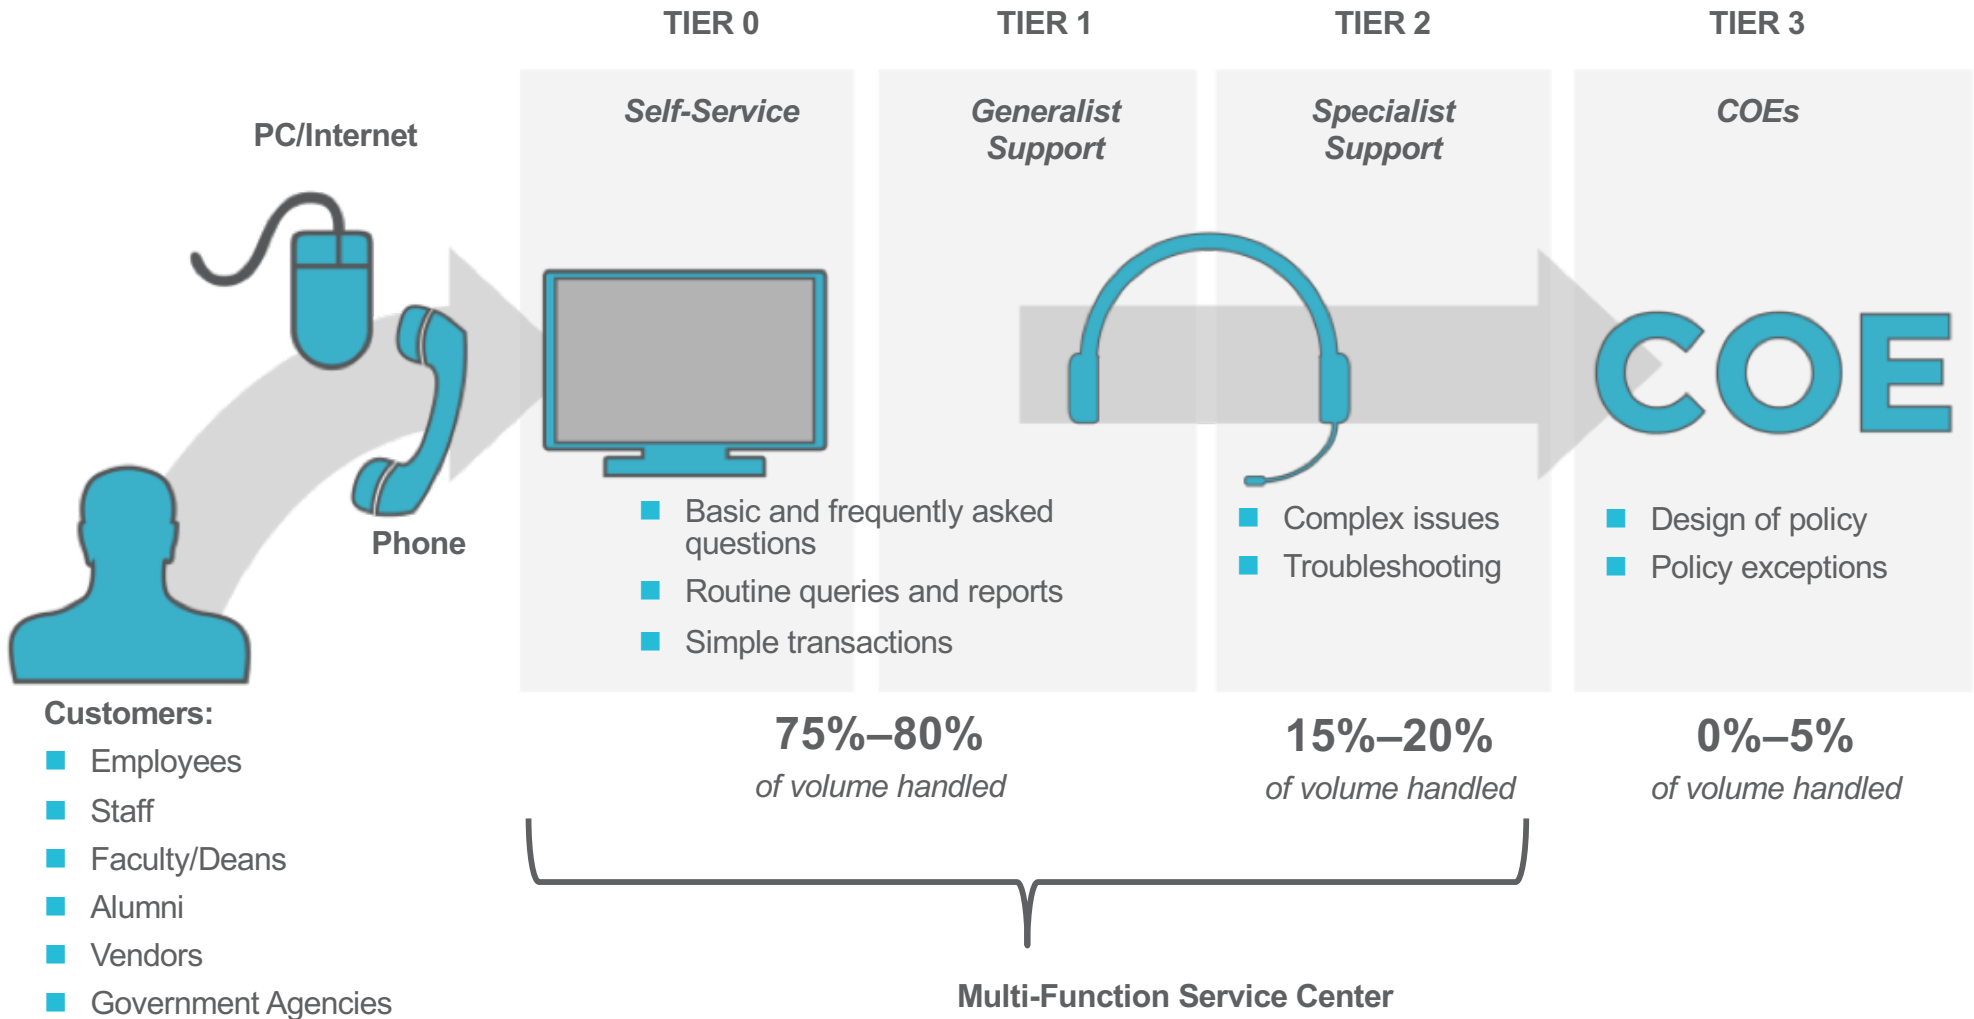 TIER 0
TIER 1
TIER 2
TIER 3
Self-Service
Generalist
Support
Specialist
Support
COEs
PC/Internet
Phone
COE
Basic and frequently asked
questions
Routine queries and reports
Simple transactions
Complex issues
Troubleshooting
Design of policy
Policy exceptions
Customers:
Employees
Staff
Faculty/Deans
Alumni
Vendors
Government Agencies
75%–80%
of volume handled
15%–20%
of volume handled
0%–5%
of volume handled
Multi-Function Service Center